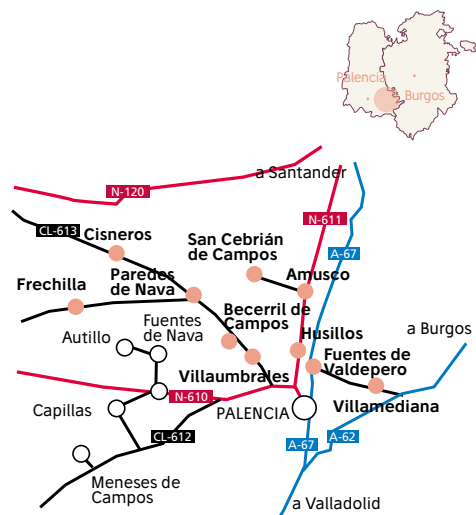 Palencia
Burgos
a Santander
N-120
N-611
CL-613
Cisneros
San Cebrián
de Campos
A-67
Frechilla
Paredes
de Nava
Amusco
Fuentes
de Nava
Becerril de
Campos
Autillo
Husillos
a Burgos
Fuentes de
Valdepero
Villaumbrales
N-610
Capillas
PALENCIA
Villamediana
CL-612
A-67
A-62
Meneses de
Campos
a Valladolid